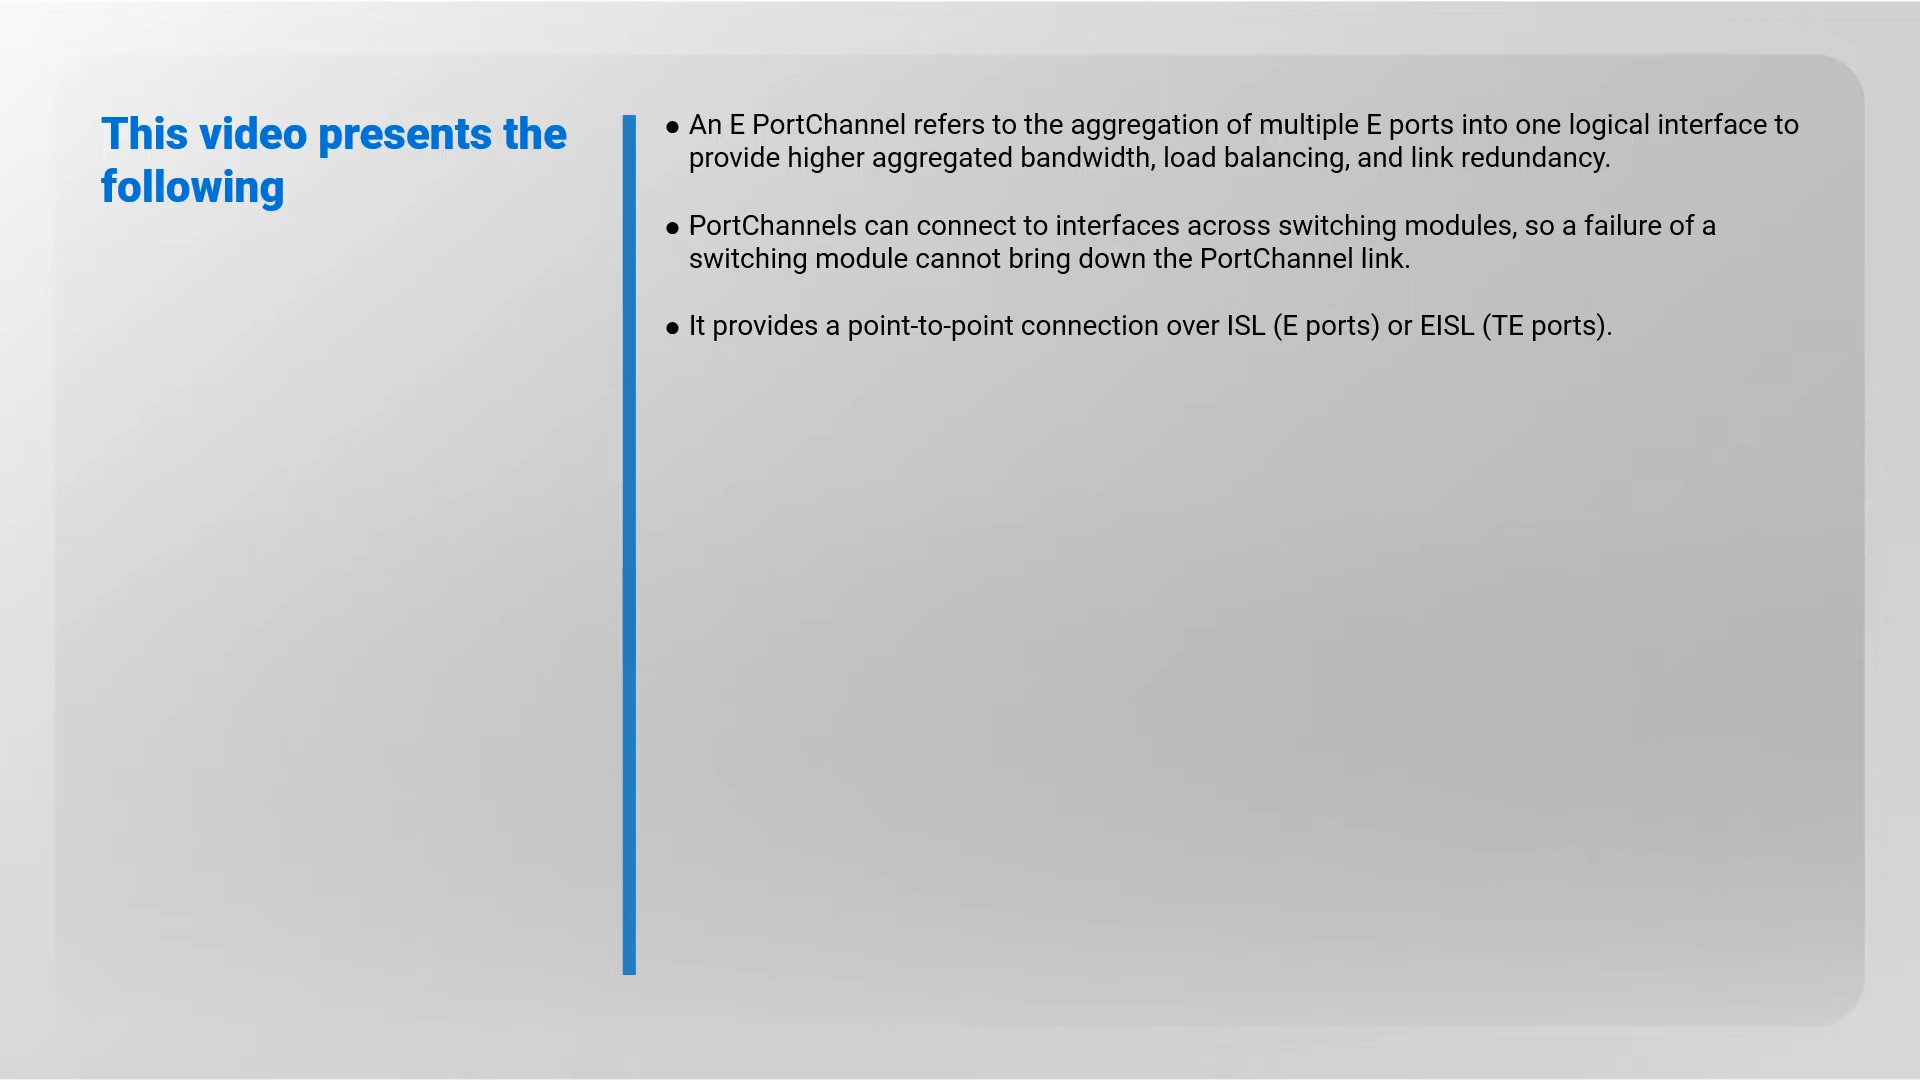 This video presents the
following
● An E PortChannel refers to the aggregation of multiple E ports into one logical interface to
provide higher aggregated bandwidth, load balancing, and link redundancy.
● PortChannels can connect to interfaces across switching modules, so a failure of a
switching module cannot bring down the PortChannel link.
● It provides a point-to-point connection over ISL (E ports) or EISL (TE ports).